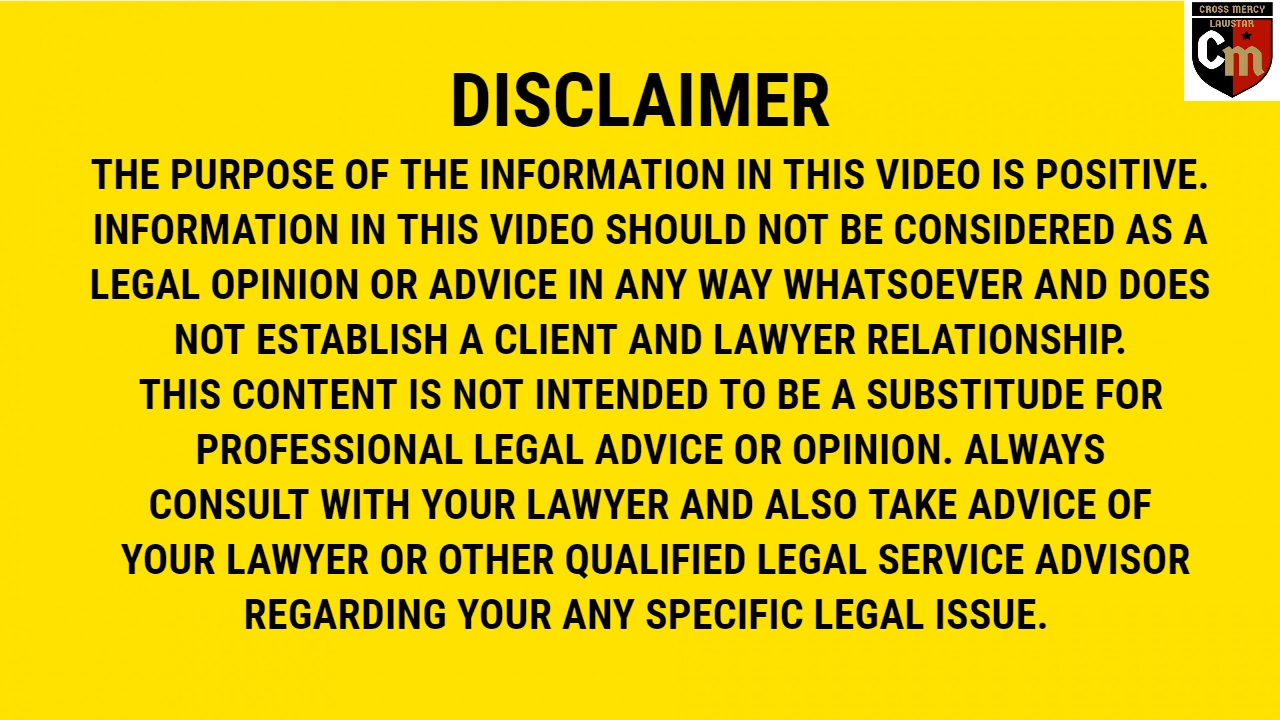 CROSS MERCY
LAWSTAR
Cm
DISCLAIMER
THE PURPOSE OF THE INFORMATION IN THIS VIDEO IS POSITIVE.
INFORMATION IN THIS VIDEO SHOULD NOT BE CONSIDERED AS A
LEGAL OPINION OR ADVICE IN ANY WAY WHATSOEVER AND DOES
NOT ESTABLISH A CLIENT AND LAWYER RELATIONSHIP.
THIS CONTENT IS NOT INTENDED TO BE A SUBSTITUDE FOR
PROFESSIONAL LEGAL ADVICE OR OPINION. ALWAYS
CONSULT WITH YOUR LAWYER AND ALSO TAKE ADVICE OF
YOUR LAWYER OR OTHER QUALIFIED LEGAL SERVICE ADVISOR
REGARDING YOUR ANY SPECIFIC LEGAL ISSUE.